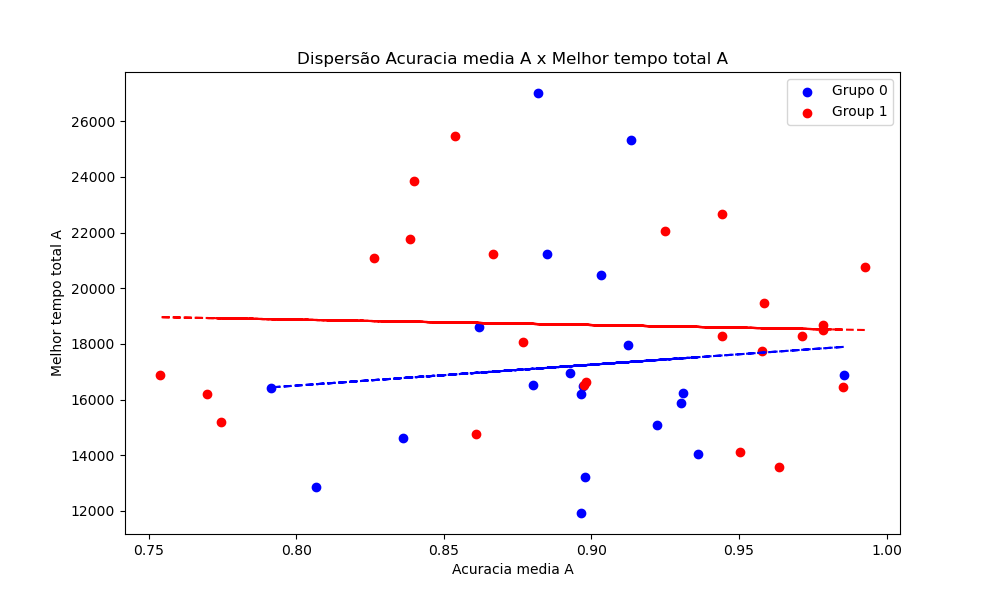 Dispersão Acuracia media A x Melhor tempo total A
Grupo 0
Group 1
Melhor tempo total A
26000
24000
22000
20000
18000
16000
14000
12000
0.75
0.80
0.85
0.90
0.95
1.00
Acuracia media A